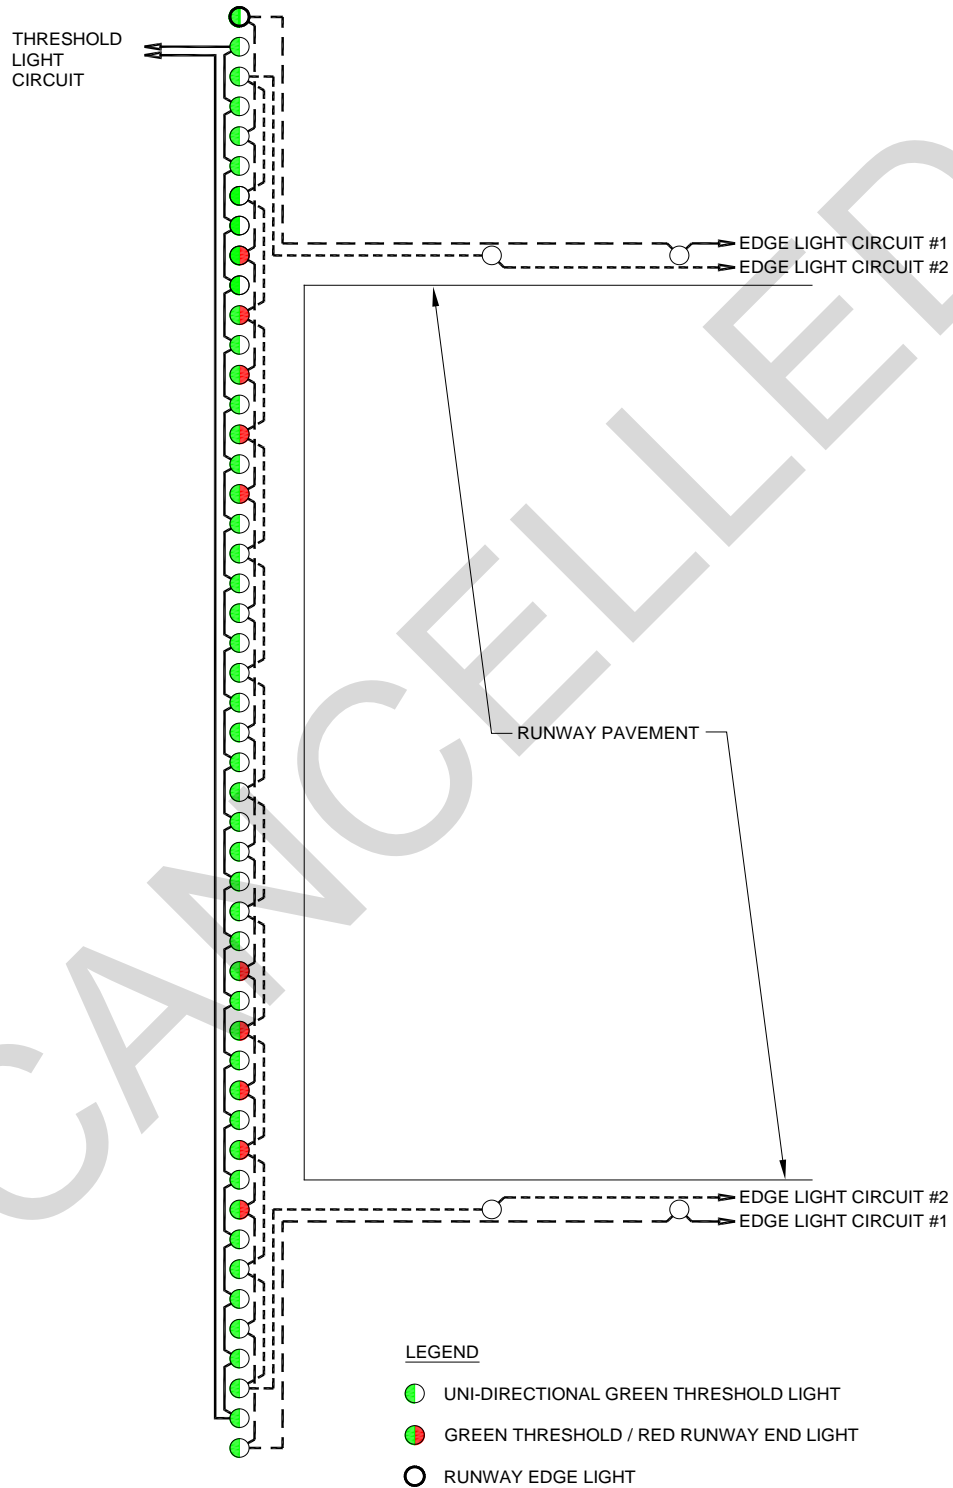 THRESHOLD
LIGHT
CIRCUIT
EDGE LIGHT CIRCUIT #1
EDGE LIGHT CIRCUIT #2
RUNWAY PAVEMENT
EDGE LIGHT CIRCUIT #2
EDGE LIGHT CIRCUIT #1
LEGEND
UNI-DIRECTIONAL GREEN THRESHOLD LIGHT
GREEN THRESHOLD / RED RUNWAY END LIGHT
RUNWAY EDGE LIGHT
CANCELLED